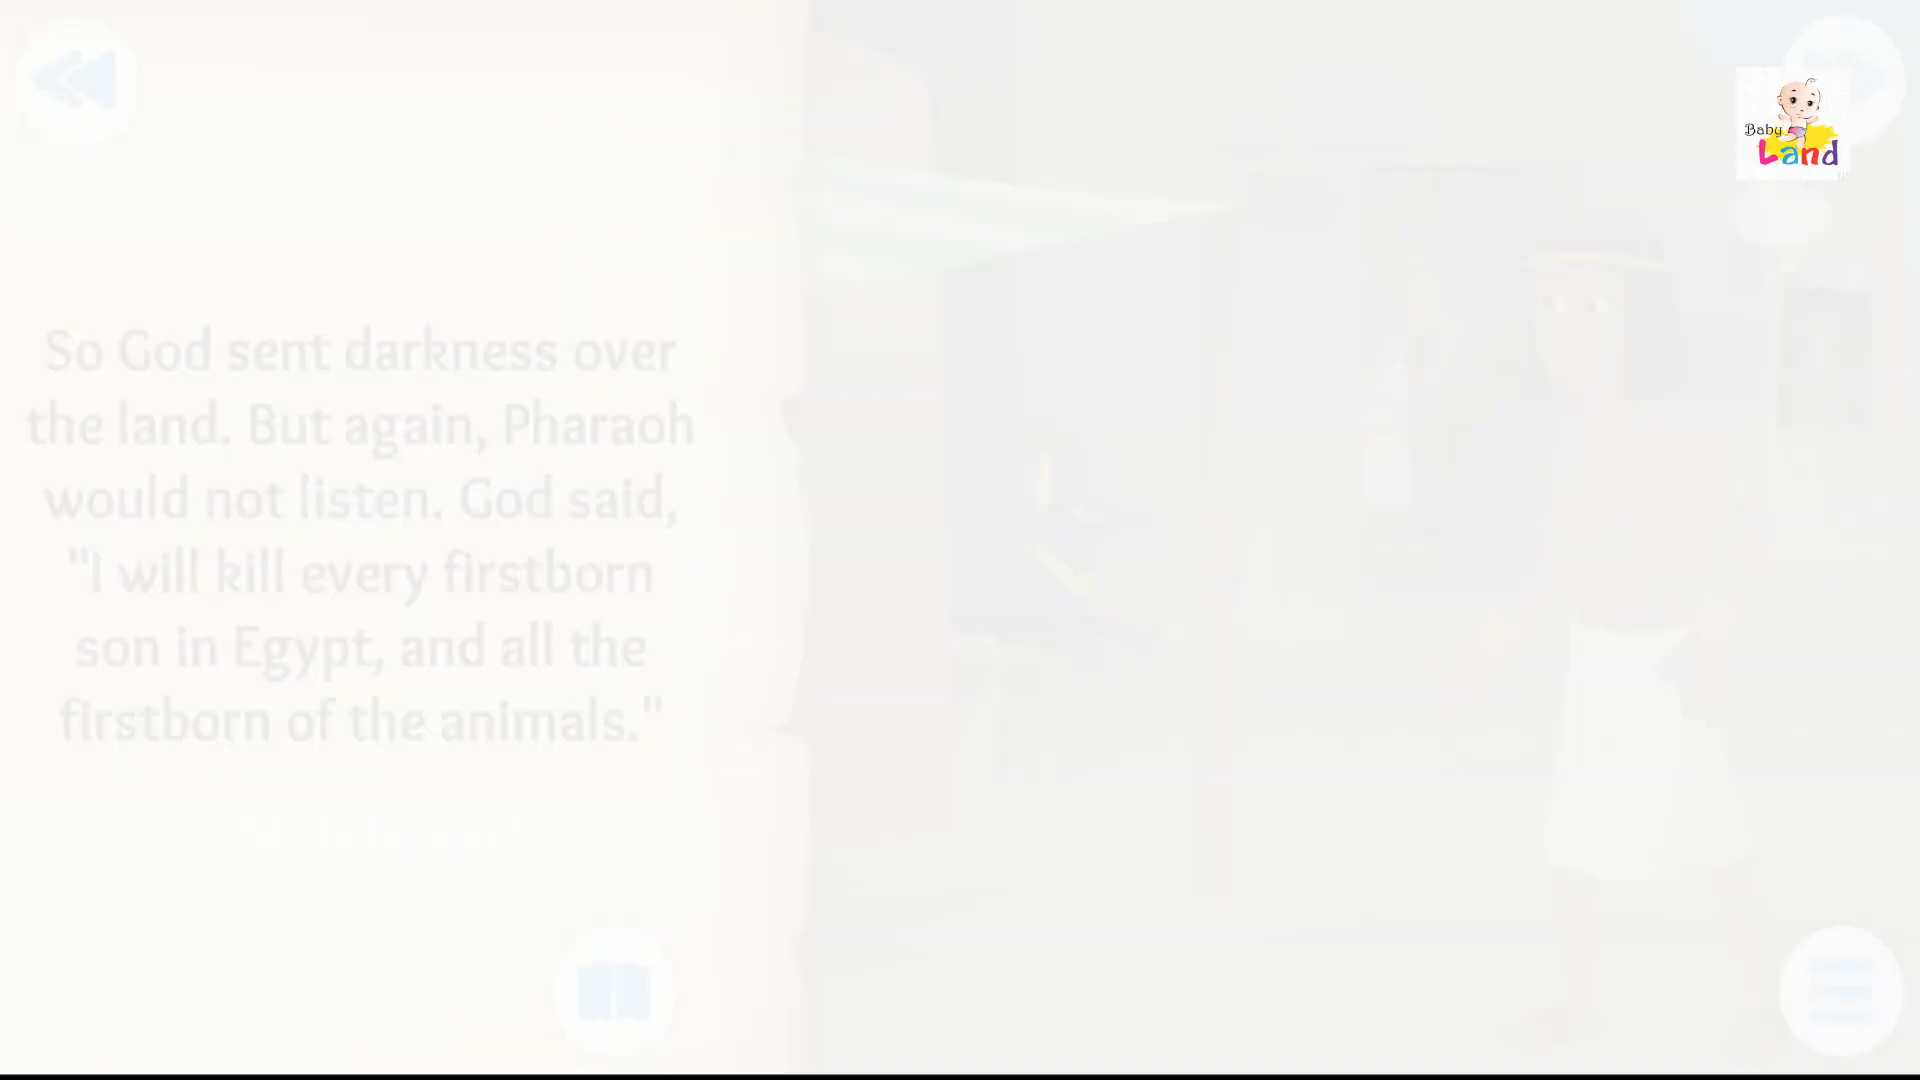 Baby
Land
So God sent darkness over
the land. But again, Pharaoh
would not listen. God said,
"I will kill every firstborn
son in Egypt, and all the
firstborn of the animals."